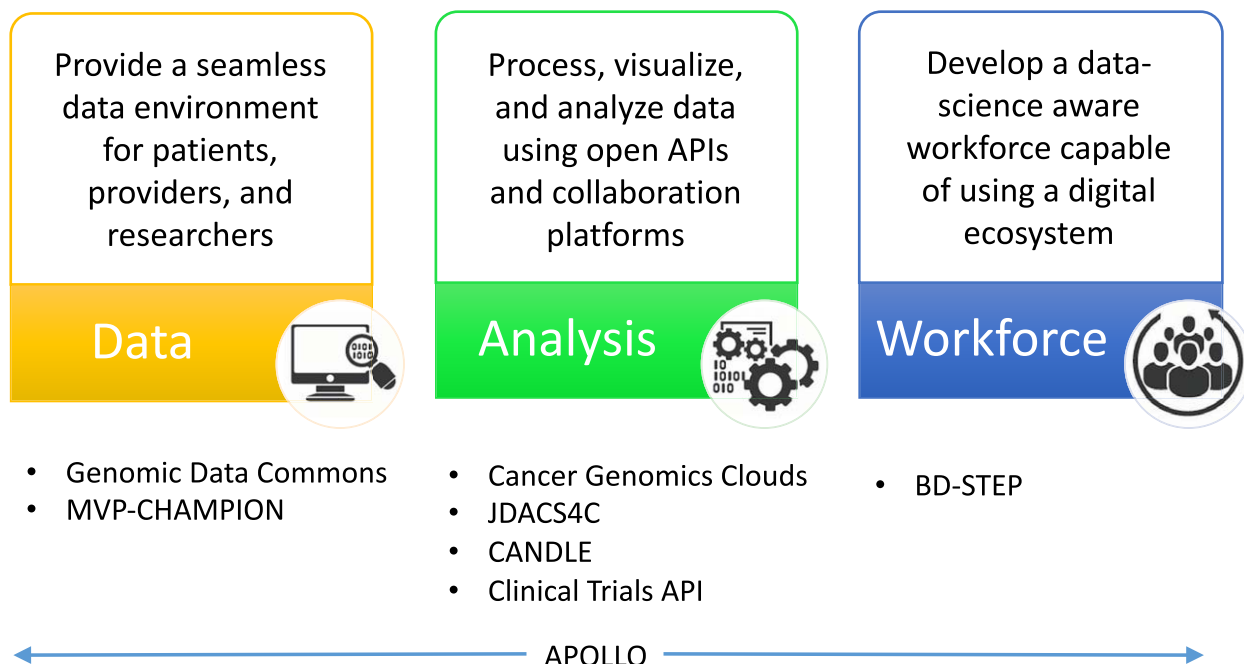 Provide a seamless
data environment
for patients,
providers, and
researchers
Data
• Genomic Data Commons
• MVP-CHAMPION
Process, visualize,
and analyze data
using open APIs
and collaboration
platforms
Analysis
• Cancer Genomics Clouds
• JDACS4C
• CANDLE
• Clinical Trials API
Develop a data-
science aware
workforce capable
of using a digital
ecosystem
Workforce
• BD-STEP
APOLLO